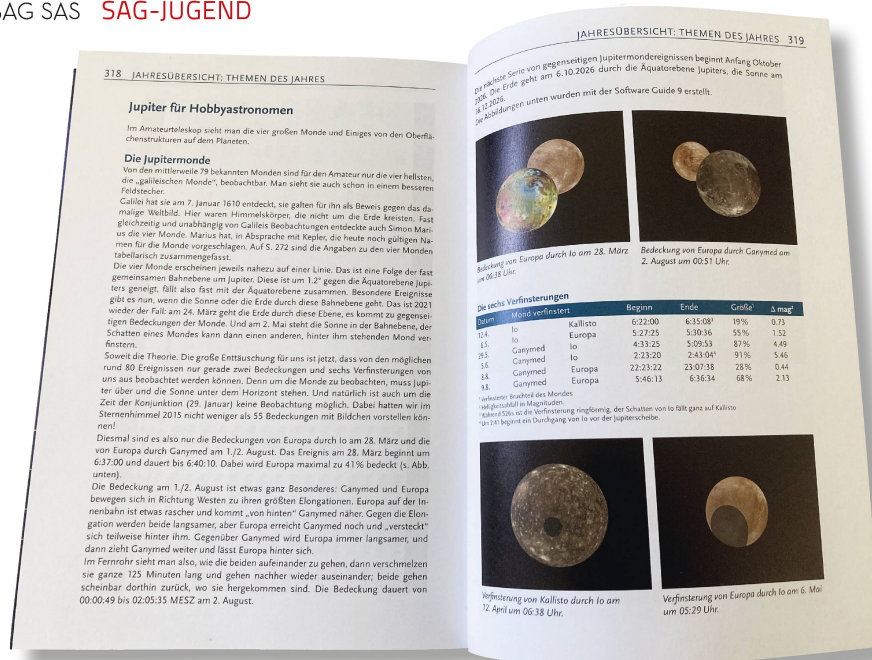 SAG SAS SAG-JUGEND
318 JAHRESÜBERSICHT: THEMEN DES JAHRES
Jupiter für Hobbyastronomen
Im Amateurteleskop sieht man die vier großen Monde und Einiges von den Oberflä-
chenstrukturen auf dem Planeten.
Die Jupitermonde
Von den mittlerweile 79 bekannten Monden sind für den Amateur nur die vier hellsten,
die „galileischen Monde", beobachtbar. Man sieht sie auch schon in einem besseren
Feldstecher.
Galilei hat sie am 7. Januar 1610 entdeckt, sie galten für ihn als Beweis gegen das da-
malige Weltbild. Hier waren Himmelskörper, die nicht um die Erde kreisten. Fast
gleichzeitig und unabhängig von Galileis Beobachtungen entdeckte auch Simon Mari-
us die vier Monde. Marius hat, in Absprache mit Kepler, die heute noch gültigen Na-
men für die Monde vorgeschlagen. Auf S. 272 sind die Angaben zu den vier Monden
tabellarisch zusammengefasst.
Die vier Monde erscheinen jeweils nahezu auf einer Linie. Das ist eine Folge der fast
gemeinsamen Bahnebene um Jupiter. Diese ist um 1.2° gegen die Äquatorebene Jupi-
ters geneigt, fällt also fast mit der Äquatorebene zusammen. Besondere Ereignisse
gibt es nun, wenn die Sonne oder die Erde durch diese Bahnebene geht. Das ist 2021
wieder der Fall: am 24. März geht die Erde durch diese Ebene, es kommt zu gegensei-
tigen Bedeckungen der Monde. Und am 2. Mai steht die Sonne in der Bahnebene, der
Schatten eines Mondes kann dann einen anderen, hinter ihm stehenden Mond ver-
finstern.
Soweit die Theorie. Die große Enttäuschung für uns ist jetzt, dass von den möglichen
rund 80 Ereignissen nur gerade zwei Bedeckungen und sechs Verfinsterungen von
uns aus beobachtet werden können. Denn um die Monde zu beobachten, muss Jupi-
ter über und die Sonne unter dem Horizont stehen. Und natürlich ist auch um die
Zeit der Konjunktion (29. Januar) keine Beobachtung möglich. Dabei hatten wir im
Sternenhimmel 2015 nicht weniger als 55 Bedeckungen mit Bildchen vorstellen kön-
nen!
Diesmal sind es also nur die Bedeckungen von Europa durch Io am 28. März und die
von Europa durch Ganymed am 1./2. August. Das Ereignis am 28. März beginnt um
6:37:00 und dauert bis 6:40:10. Dabei wird Europa maximal zu 41% bedeckt (s. Abb.
unten).
Die Bedeckung am 1./2. August ist etwas ganz Besonderes: Ganymed und Europa
bewegen sich in Richtung Westen zu ihren größten Elongationen. Europa auf der In-
nenbahn ist etwas rascher und kommt „von hinten" Ganymed näher. Gegen die Elon-
gation werden beide langsamer, aber Europa erreicht Ganymed noch und „versteckt"
sich teilweise hinter ihm. Gegenüber Ganymed wird Europa immer langsamer, und
dann zieht Ganymed weiter und lässt Europa hinter sich.
Im Fernrohr sieht man also, wie die beiden aufeinander zu gehen, dann verschmelzen
sie ganze 125 Minuten lang und gehen nachher wieder auseinander; beide gehen
scheinbar dorthin zurück, wo sie hergekommen sind. Die Bedeckung dauert von
00:00:49 bis 02:05:35 MESZ am 2. August.
JAHRESÜBERSICHT: THEMEN DES JAHRES 319
Die nächste Serie von gegenseitigen Jupitermondereignissen beginnt Anfang Oktober
2026. Die Erde geht am 6.10.2026 durch die Äquatorebene Jupiters, die Sonne am
16.12.2026.
Die Abbildungen unten wurden mit der Software Guide 9 erstellt.
Bedeckung von Europa durch Io am 28. März
um 06:38 Uhr.
Bedeckung von Europa durch Ganymed am
2. August um 00:51 Uhr.
Die sechs Verfinsterungen
Datum Mond verfinstert Beginn Ende Größe¹ Δ mag²
12.4. Io Kallisto 6:22:00 6:35:08³ 19% 0.73
6.5. Io Europa 5:27:25 5:30:36 55% 1.52
29.5. Ganymed Io 4:33:25 5:09:53 87% 4.49
5.6. Ganymed Io 2:23:20 2:43:04⁴ 91% 5.46
8.8. Ganymed Europa 22:23:22 23:07:38 28% 0.44
9.8. Ganymed Europa 5:46:13 6:36:34 68% 2.13
¹ Verfinsterter Bruchteil des Mondes
² Helligkeitsabfall in Magnituden.
³ Während 526s ist die Verfinsterung ringförmig, der Schatten von Io fällt ganz auf Kallisto
⁴ Um 2:41 beginnt ein Durchgang von Io vor der Jupiterscheibe.
Verfinsterung von Kallisto durch Io am
12. April um 06:38 Uhr.
Verfinsterung von Europa durch Io am 6. Mai
um 05:29 Uhr.